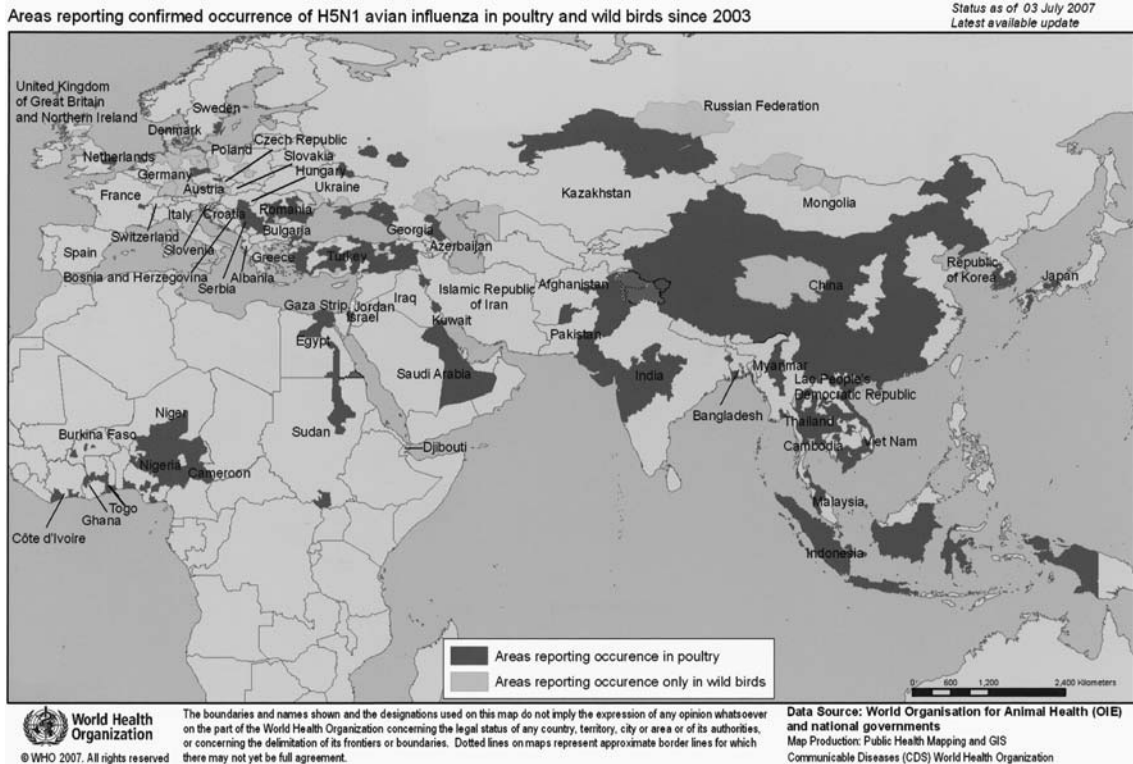 Areas reporting confirmed occurrence of H5N1 avian influenza in poultry and wild birds since 2003
Status as of 03 July 2007
Latest available update
United Kingdom
of Great Britain
and Northern Ireland
Sweden
Denmark
Russian Federation
Netherlands
Poland
Czech Republic
Slovakia
Germany
Hungary
Austria
Ukraine
France
Kazakhstan
Italy
Croatia
Romania
Mongolia
Switzerland
Bulgaria
Georgia
Spain
Slovenia
Greece
Turkey
Azerbaijan
Bosnia and Herzegovina
Albania
Serbia
Republic
of Korea
Japan
China
Gaza Strip
Jordan
Israel
Iraq
Islamic Republic
of Iran
Afghanistan
Kuwait
Egypt
Pakistan
Saudi Arabia
India
Myanmar
Lao People's
Democratic Republic
Bangladesh
Thailand
Niger
Burkina Faso
Sudan
Djibouti
Cambodia
Viet Nam
Nigeria
Cameroon
Togo
Ghana
Côte d'Ivoire
Malaysia
Indonesia
Areas reporting occurence in poultry
Areas reporting occurence only in wild birds
0 600 1,200 2,400 Kilometers
World Health
Organization
© WHO 2007. All rights reserved
The boundaries and names shown and the designations used on this map do not imply the expression of any opinion whatsoever
on the part of the World Health Organization concerning the legal status of any country, territory, city or area or of its authorities,
or concerning the delimitation of its frontiers or boundaries. Dotted lines on maps represent approximate border lines for which
there may not yet be full agreement.
Data Source: World Organisation for Animal Health (OIE)
and national governments
Map Production: Public Health Mapping and GIS
Communicable Diseases (CDS) World Health Organization